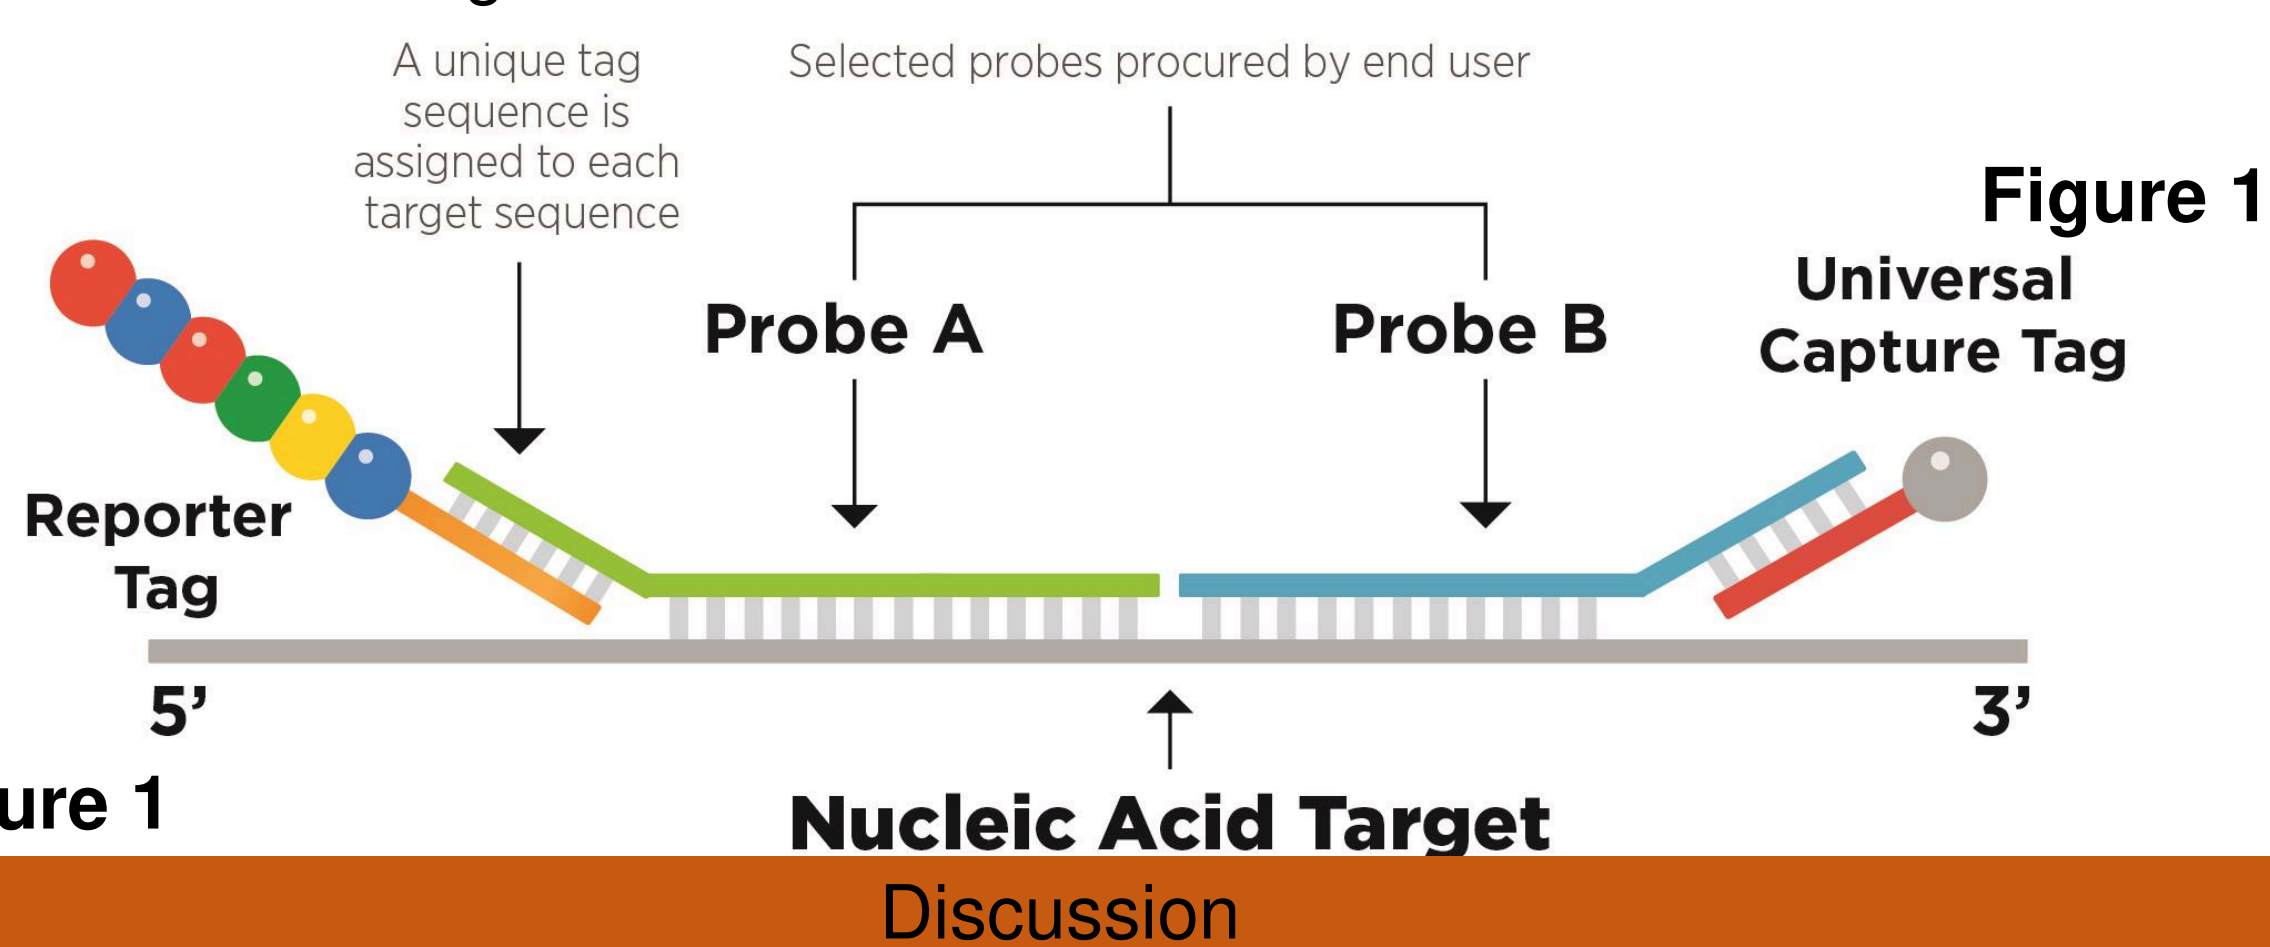 A unique tag
sequence is
assigned to each
target sequence
Selected probes procured by end user
Figure 1
Probe A
Probe B
Universal
Capture Tag
Reporter
Tag
5’
3’
ure 1
Nucleic Acid Target
Discussion